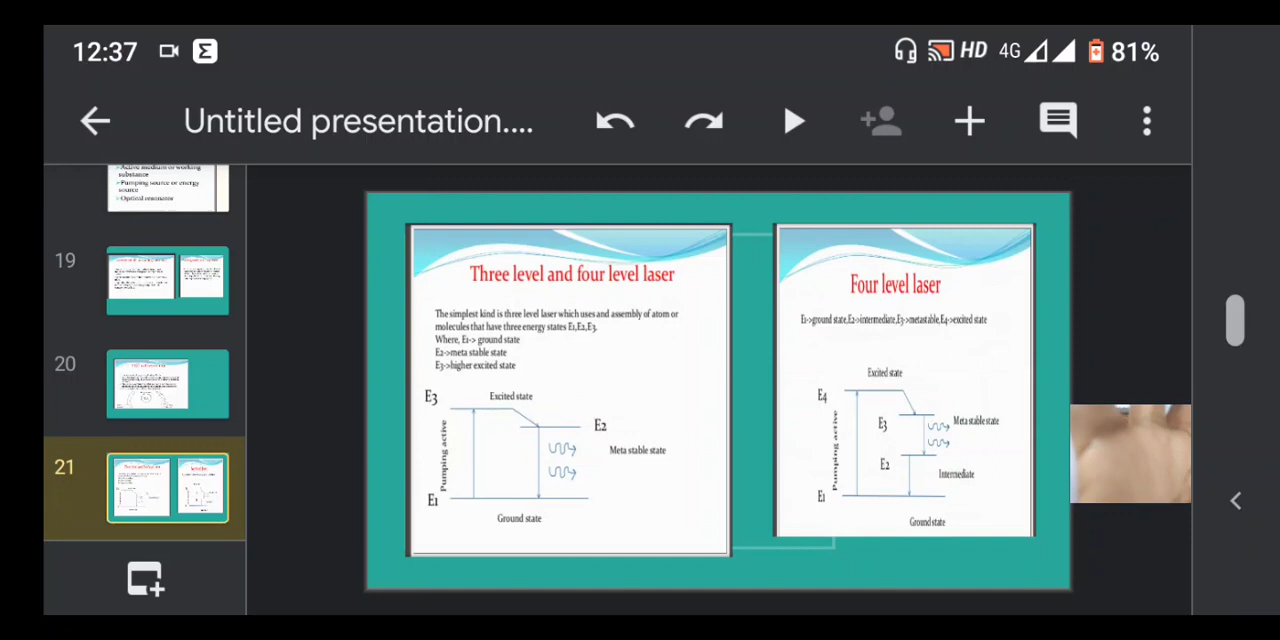 12:37
Σ
HD 4G 81%
Untitled presentation....
Active medium or working
substance
Pumping source or energy
source
Optical resonator
19
20
21
Three level and four level laser
The simplest kind is three level laser which uses and assembly of atom or
molecules that have three energy states E1,E2,E3.
Where, E1-> ground state
E2->meta stable state
E3->higher excited state
E3
Excited state
E2
Meta stable state
Pumping active
E1
Ground state
Four level laser
E1->ground state,E2->intermediate,E3->metastable,E4->excited state
Excited state
E4
E3
Meta stable state
Pumping active
E2
Intermediate
E1
Ground state